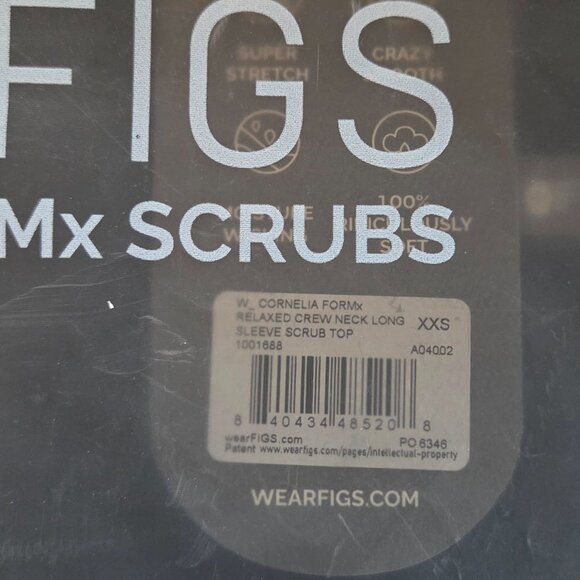 FIGS
SUPER
STRETCH
CRAZY
Mx SCRUBS
100%
RIDICULOUSLY
SOFT
W_ CORNELIA FORMx
RELAXED CREW NECK LONG
SLEEVE SCRUB TOP
XXS
1001688
A04002
8 40434 48520 8
wearFIGS.com
PO 6346
Patent www.wearfigs.com/pages/intellectual-property
WEARFIGS.COM